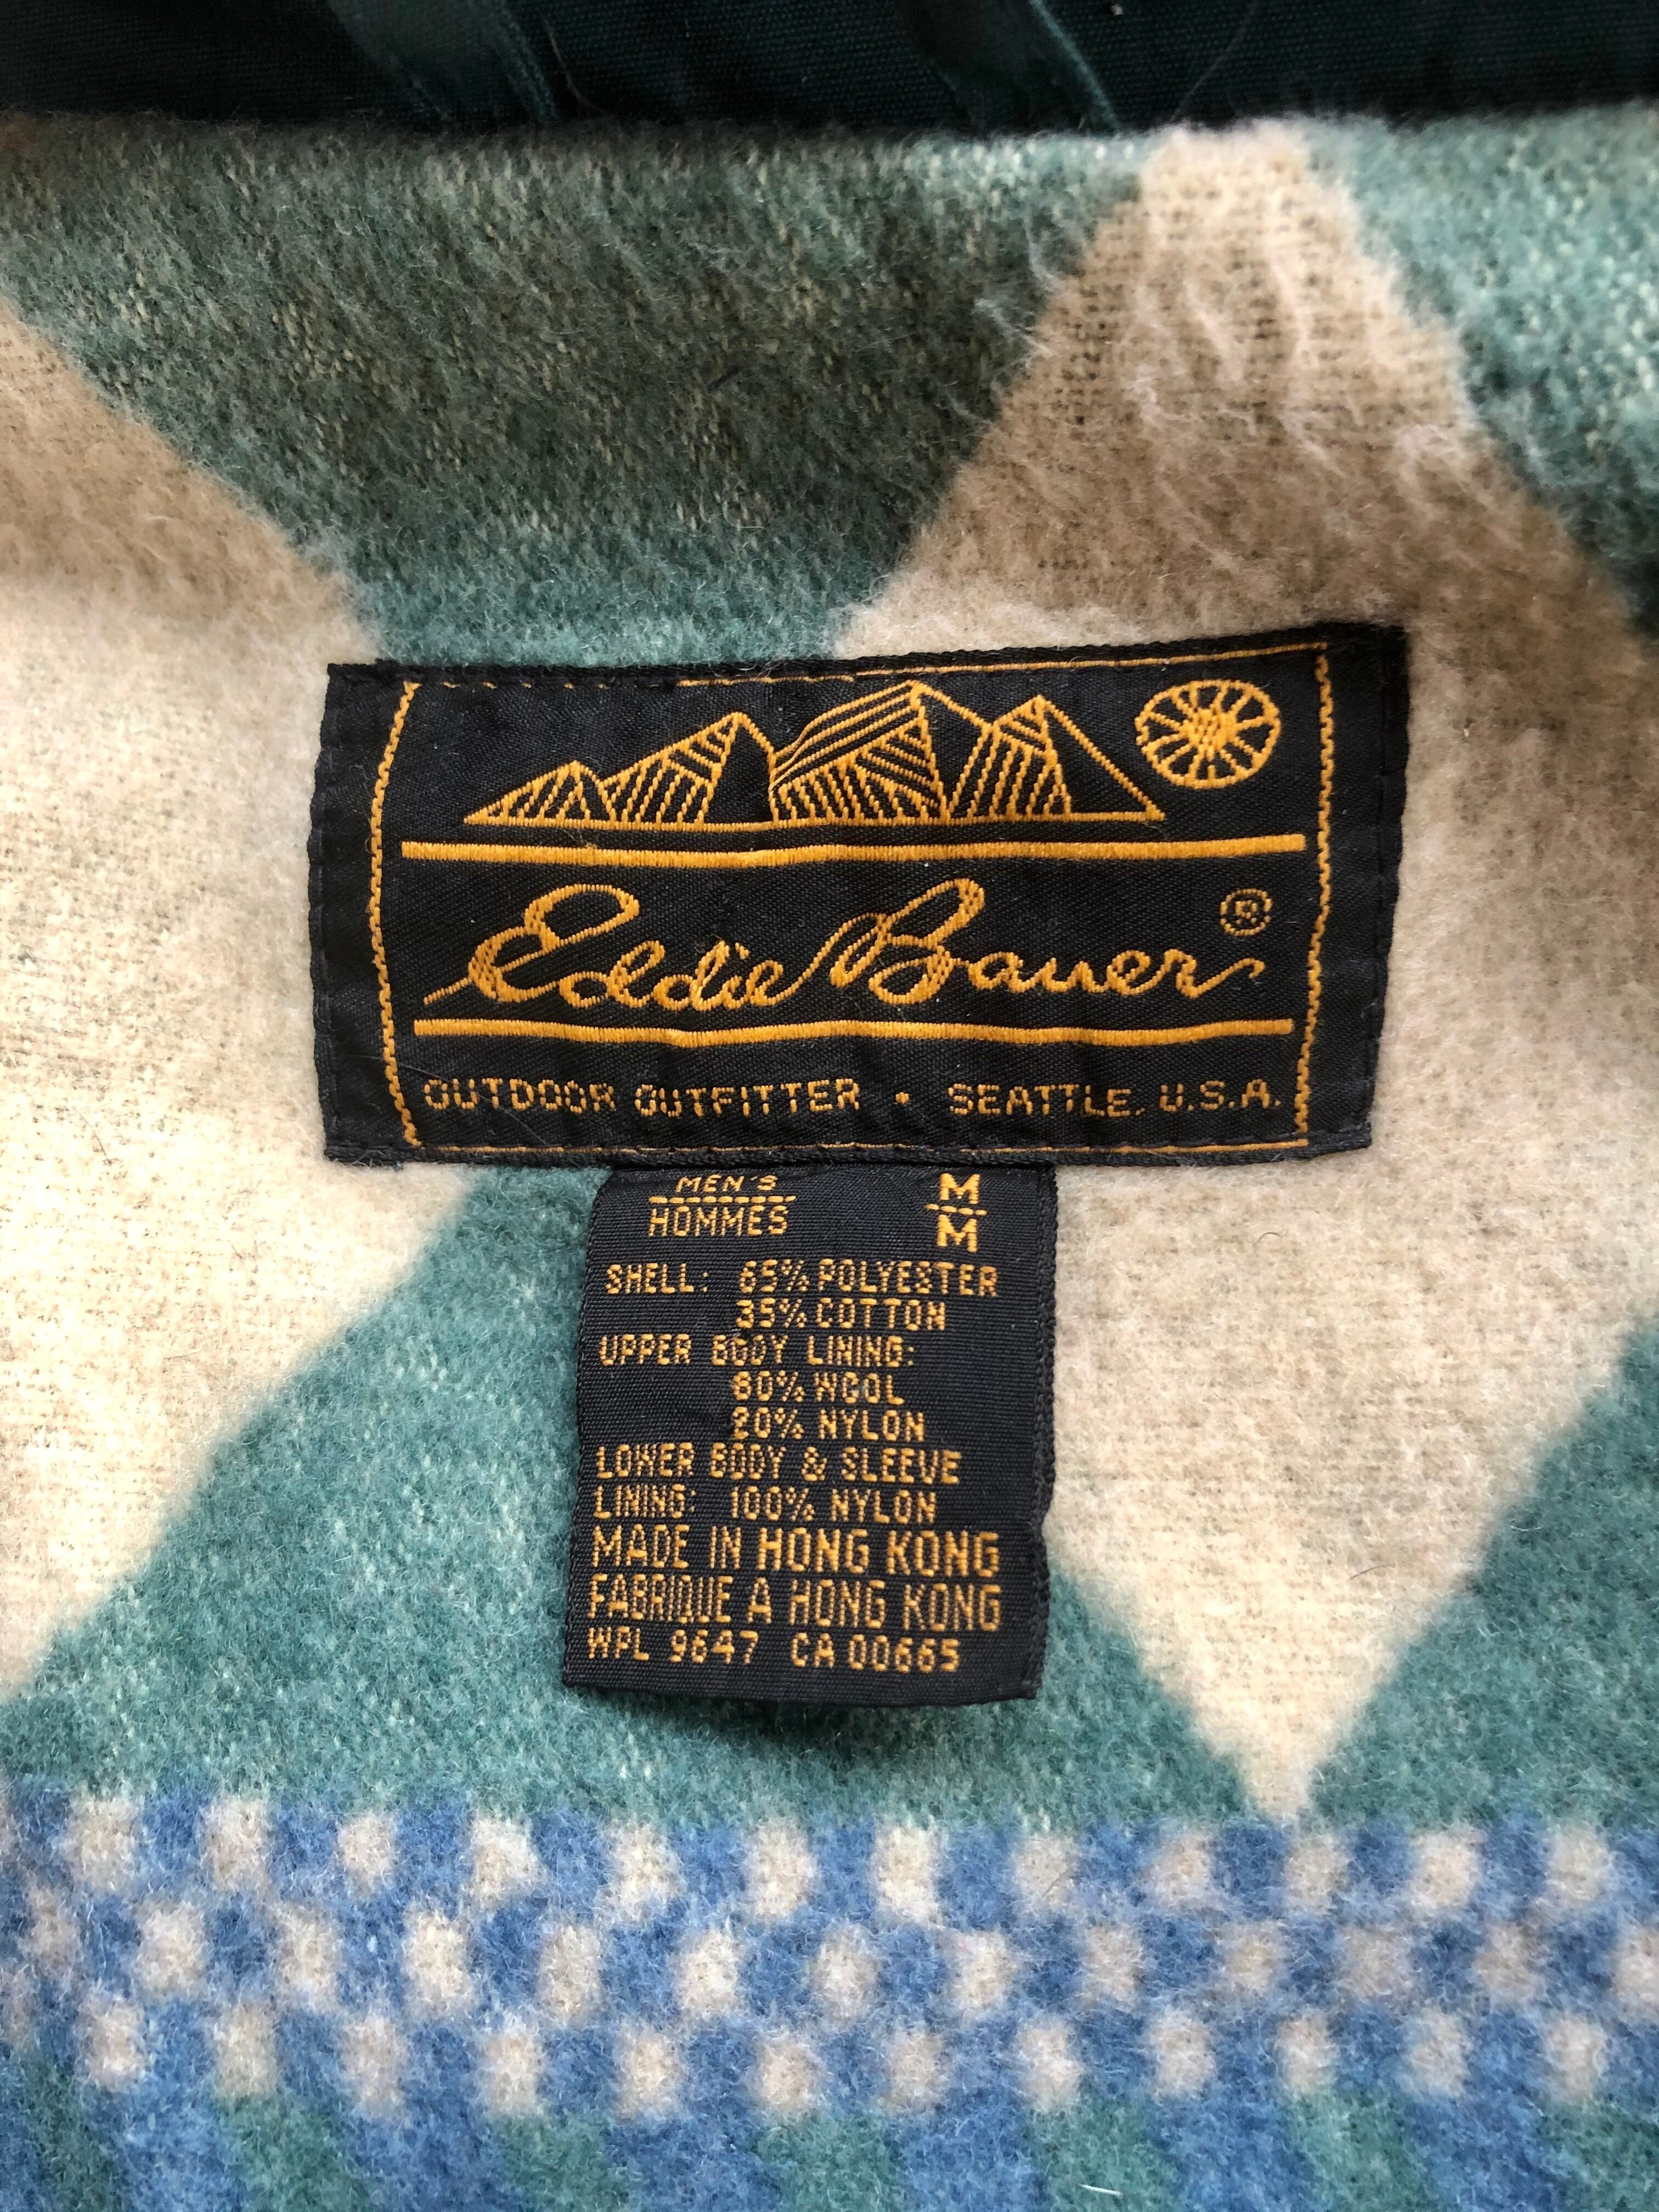 Eddie Bauer ®
OUTDOOR OUTFITTER • SEATTLE, U.S.A.
MEN'S M
HOMMES M
SHELL: 65% POLYESTER
35% COTTON
UPPER BODY LINING:
80% WOOL
20% NYLON
LOWER BODY & SLEEVE
LINING: 100% NYLON
MADE IN HONG KONG
FABRIQUE A HONG KONG
WPL 9647 CA 00665